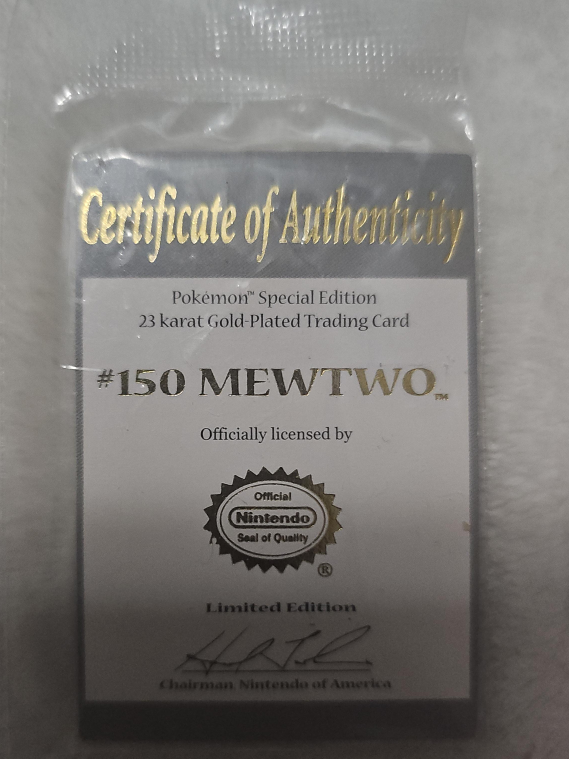 Certificate of Authenticity
Pokémon™ Special Edition
23 karat Gold-Plated Trading Card
#150 MEWTWO™
Officially licensed by
Official
Nintendo
Seal of Quality
®
Limited Edition
Chairman, Nintendo of America